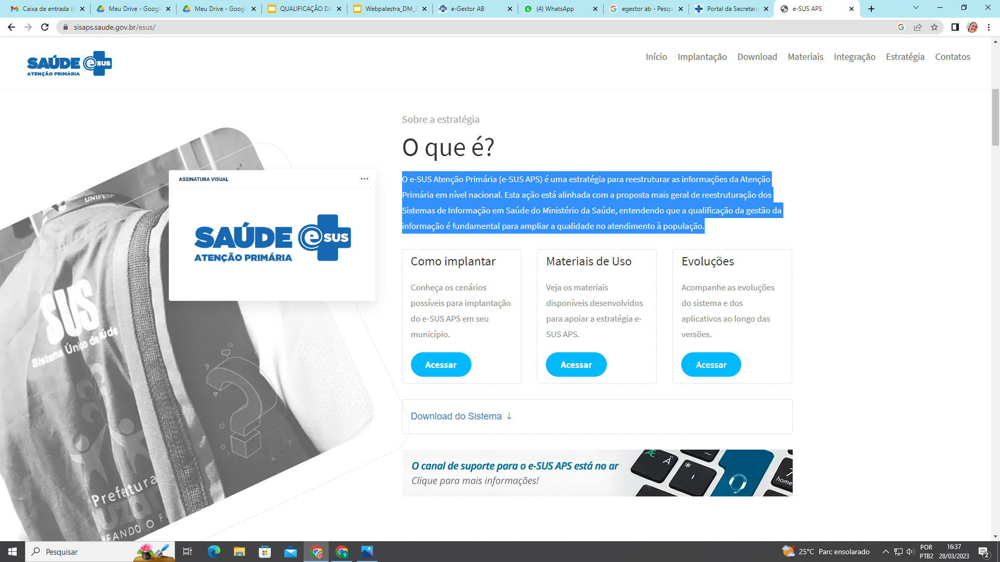 Caixa de entrada (4
Meu Drive - Googl
Meu Drive - Googl
QUALIFICAÇÃO DA
Webpalestra_DM_3
e-Gestor AB
(4) WhatsApp
egestor ab - Pesqu
Portal da Secretaria
e-SUS APS
sisaps.saude.gov.br/esus/
SAÚDE e SUS
ATENÇÃO PRIMÁRIA
Início Implantação Download Materiais Integração Estratégia Contatos
Sobre a estratégia
O que é?
O e-SUS Atenção Primária (e-SUS APS) é uma estratégia para reestruturar as informações da Atenção
Primária em nível nacional. Esta ação está alinhada com a proposta mais geral de reestruturação dos
Sistemas de Informação em Saúde do Ministério da Saúde, entendendo que a qualificação da gestão da
informação é fundamental para ampliar a qualidade no atendimento à população.
UNIFESP
ASSINATURA VISUAL
SAÚDE e SUS
ATENÇÃO PRIMÁRIA
SUS
Sistema Único de Saúde
Prefeitura
Como implantar
Conheça os cenários
possíveis para implantação
do e-SUS APS em seu
município.
Acessar
Materiais de Uso
Veja os materiais
disponíveis desenvolvidos
para apoiar a estratégia e-
SUS APS.
Acessar
Evoluções
Acompanhe as evoluções
do sistema e dos
aplicativos ao longo das
versões.
Acessar
Download do Sistema ↓
O canal de suporte para o e-SUS APS está no ar
Clique para mais informações!
Æ Ä * ~ - 7 home
Pesquisar
25°C Parc ensolarado
POR
PTB2
16:37
28/03/2023
2